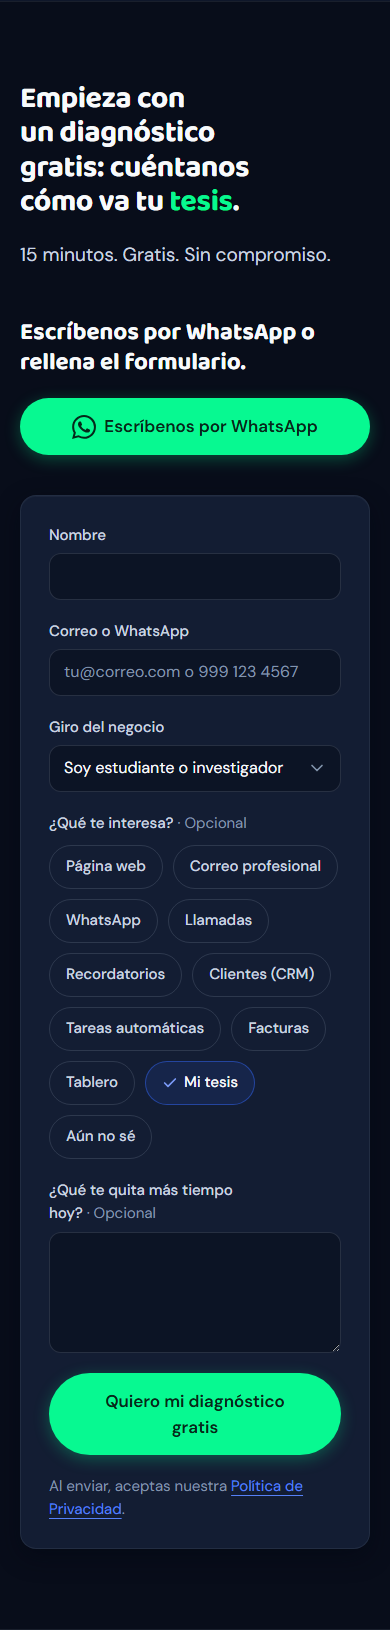 Empieza con
un diagnóstico
gratis: cuéntanos
cómo va tu tesis.
15 minutos. Gratis. Sin compromiso.
Escríbenos por WhatsApp o
rellena el formulario.
Escríbenos por WhatsApp
Nombre
Correo o WhatsApp
tu@correo.com o 999 123 4567
Giro del negocio
Soy estudiante o investigador
¿Qué te interesa? · Opcional
Página web
Correo profesional
WhatsApp
Llamadas
Recordatorios
Clientes (CRM)
Tareas automáticas
Facturas
Tablero
Mi tesis
Aún no sé
¿Qué te quita más tiempo
hoy? · Opcional
Quiero mi diagnóstico
gratis
Al enviar, aceptas nuestra Política de
Privacidad.